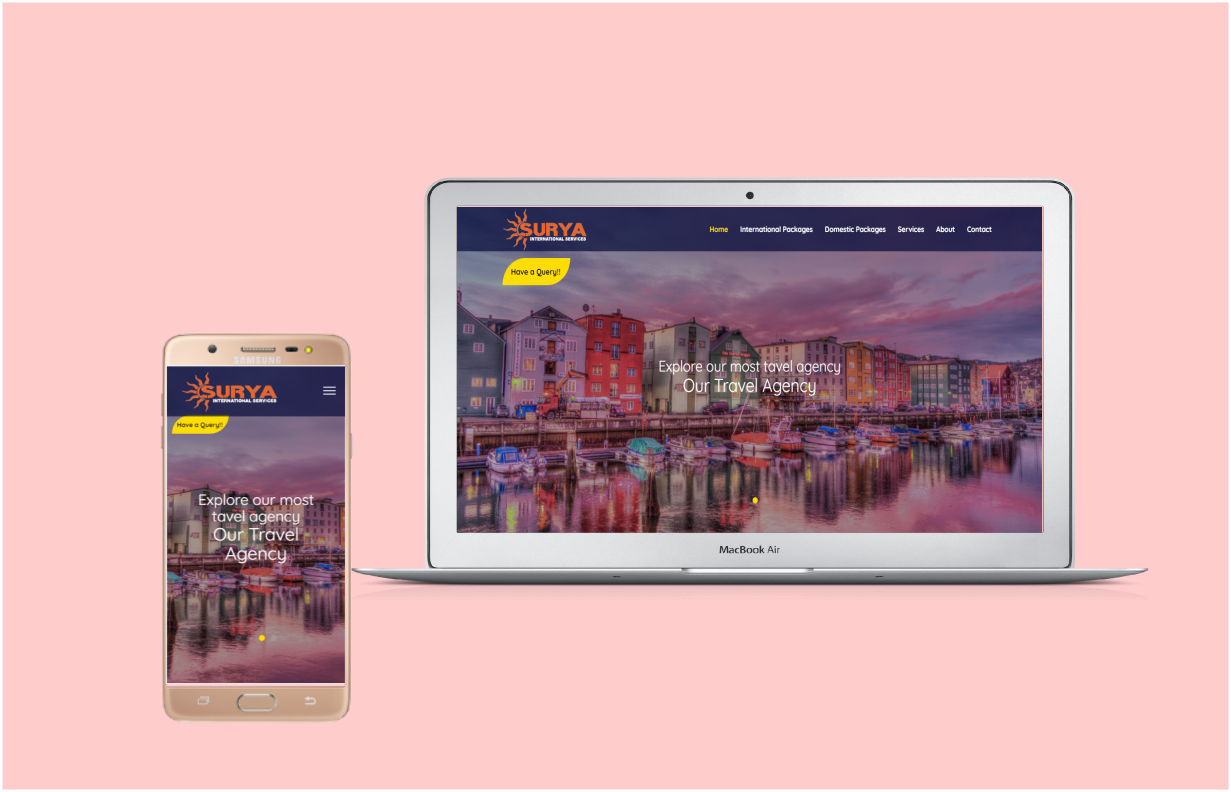 SURYA
INTERNATIONAL SERVICES
Home International Packages Domestic Packages Services About Contact
Have a Query!!
Explore our most tavel agency
Our Travel Agency
MacBook Air
SAMSUNG
SURYA
INTERNATIONAL SERVICES
Have a Query!!
Explore our most
tavel agency
Our Travel
Agency